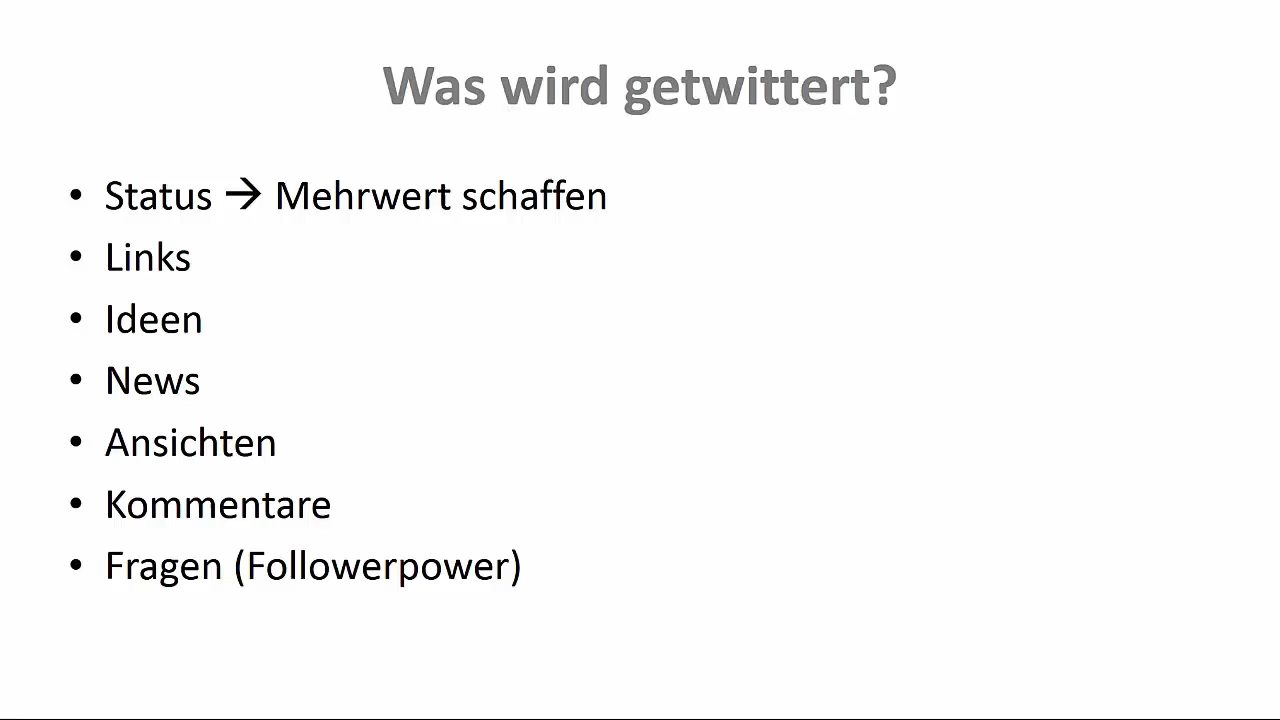 Was wird getwittert?
• Status → Mehrwert schaffen
• Links
• Ideen
• News
• Ansichten
• Kommentare
• Fragen (Followerpower)